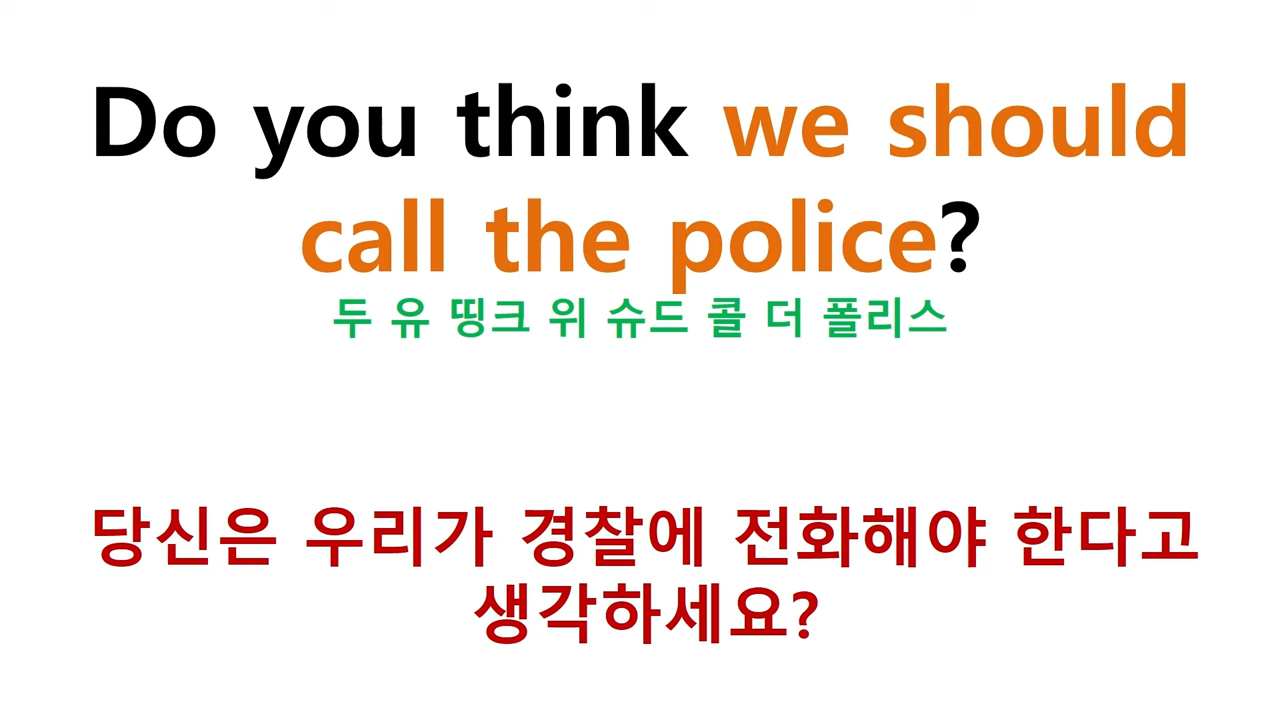 Do you think we should
call the police?
두 유 띵크 위 슈드 콜 더 폴리스
당신은 우리가 경찰에 전화해야 한다고
생각하세요?